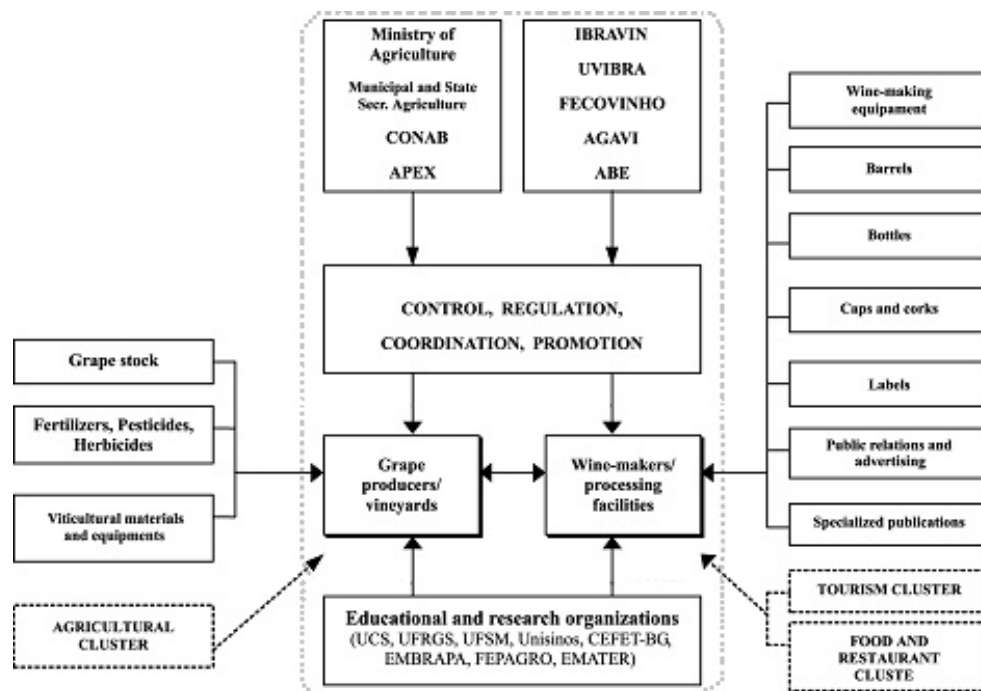 Ministry of
Agriculture
Municipal and State
Secr. Agriculture
CONAB
APEX
IBRAVIN
UVIBRA
FECOVINHO
AGAVI
ABE
CONTROL, REGULATION,
COORDINATION, PROMOTION
Grape stock
Fertilizers, Pesticides,
Herbicides
Viticultural materials
and equipments
AGRICULTURAL
CLUSTER
Grape
producers/
vineyards
Wine-makers/
processing
facilities
Educational and research organizations
(UCS, UFRGS, UFSM, Unisinos, CEFET-BG,
EMBRAPA, FEPAGRO, EMATER)
Wine-making
equipament
Barrels
Bottles
Caps and corks
Labels
Public relations and
advertising
Specialized publications
TOURISM CLUSTER
FOOD AND
RESTAURANT
CLUSTE